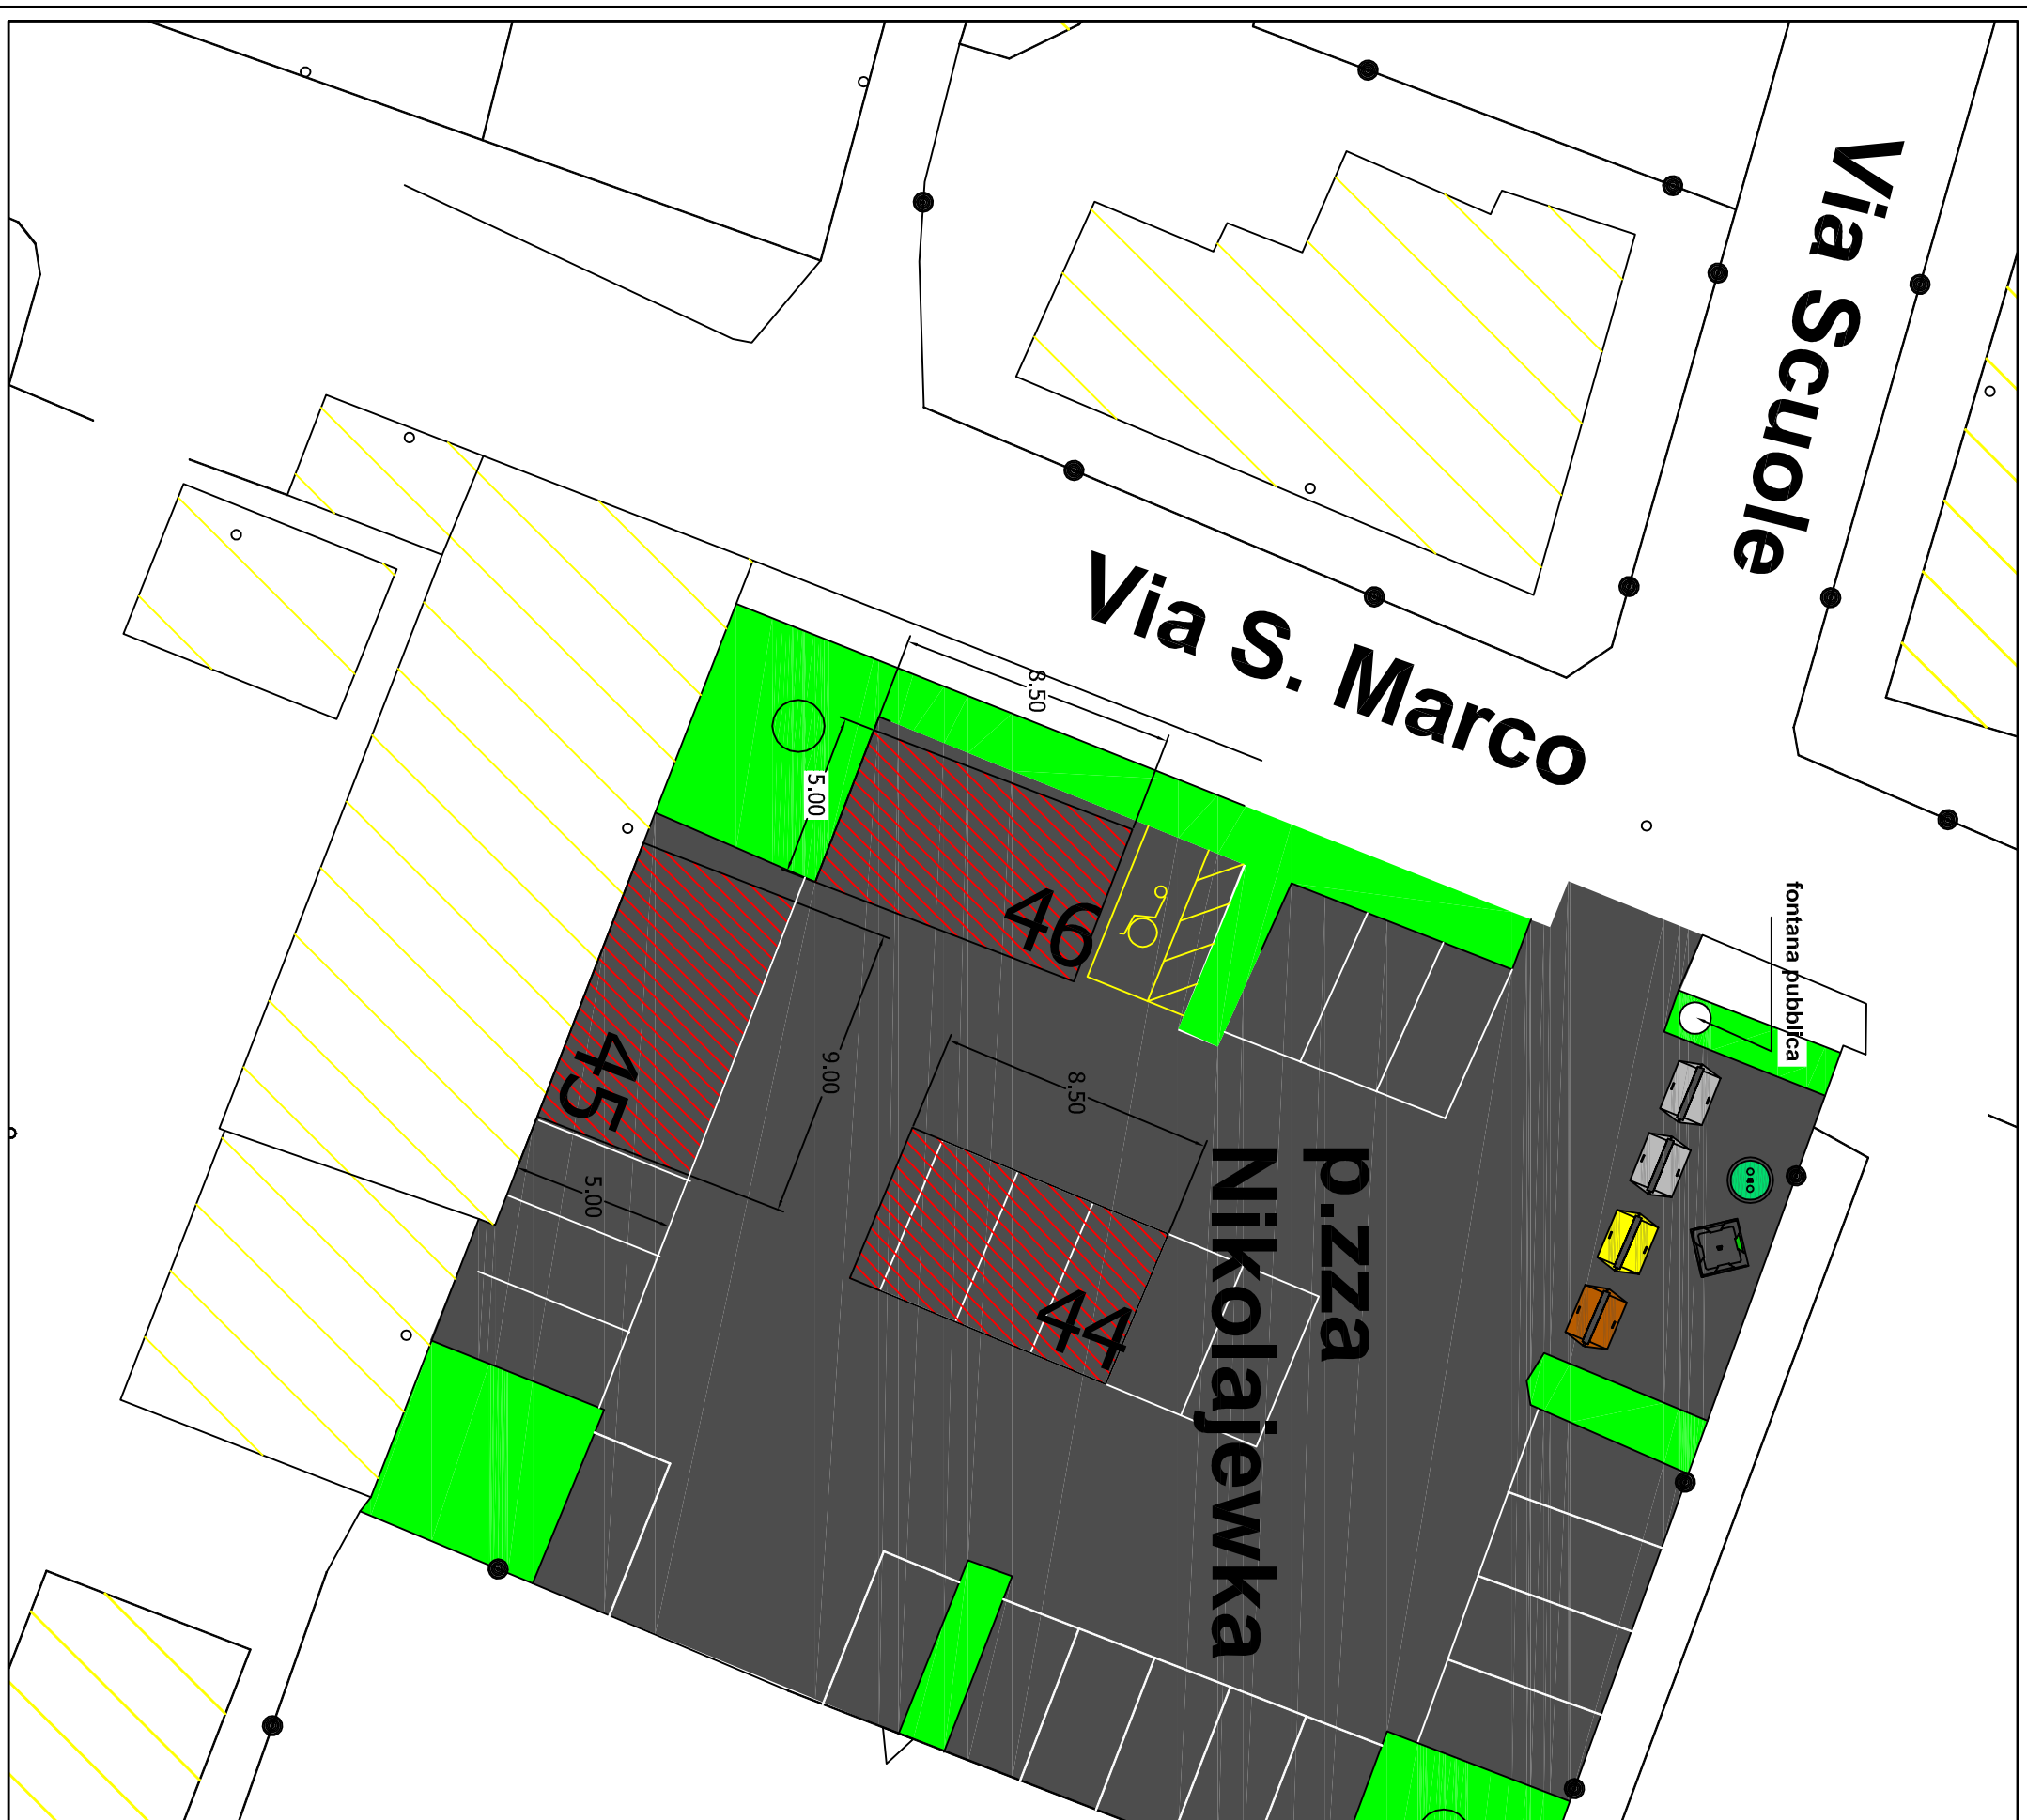 Via Scuole
Via S. Marco
8.50
5.00
46
fontana pubblica
45
9.00
8.50
5.00
44
p.zza
Nikolajewka